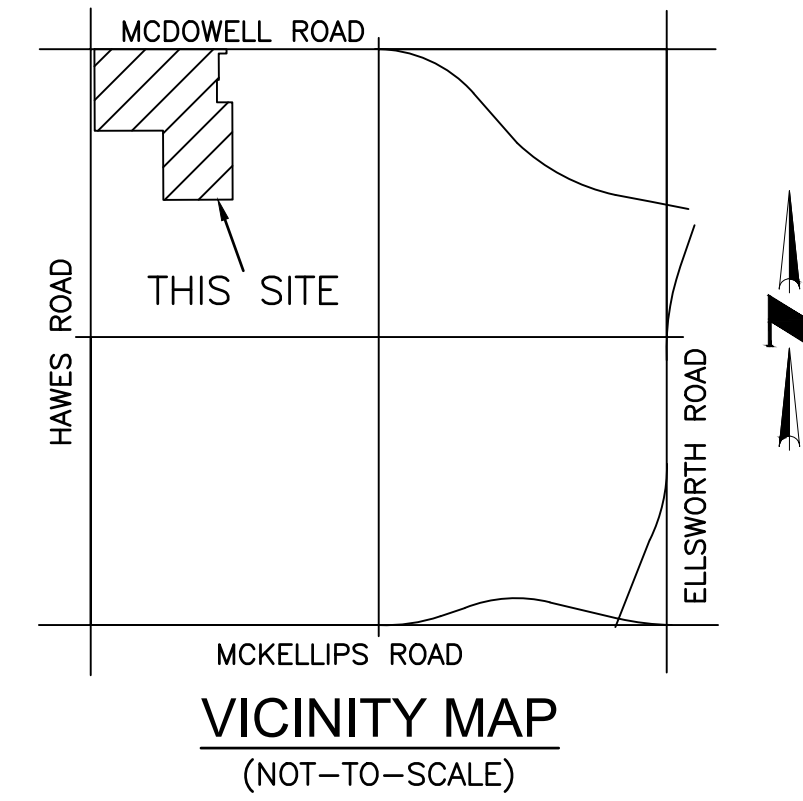 MCDOWELL ROAD
THIS SITE
HAWES ROAD
N
ELLSWORTH ROAD
MCKELLIPS ROAD
VICINITY MAP
(NOT-TO-SCALE)